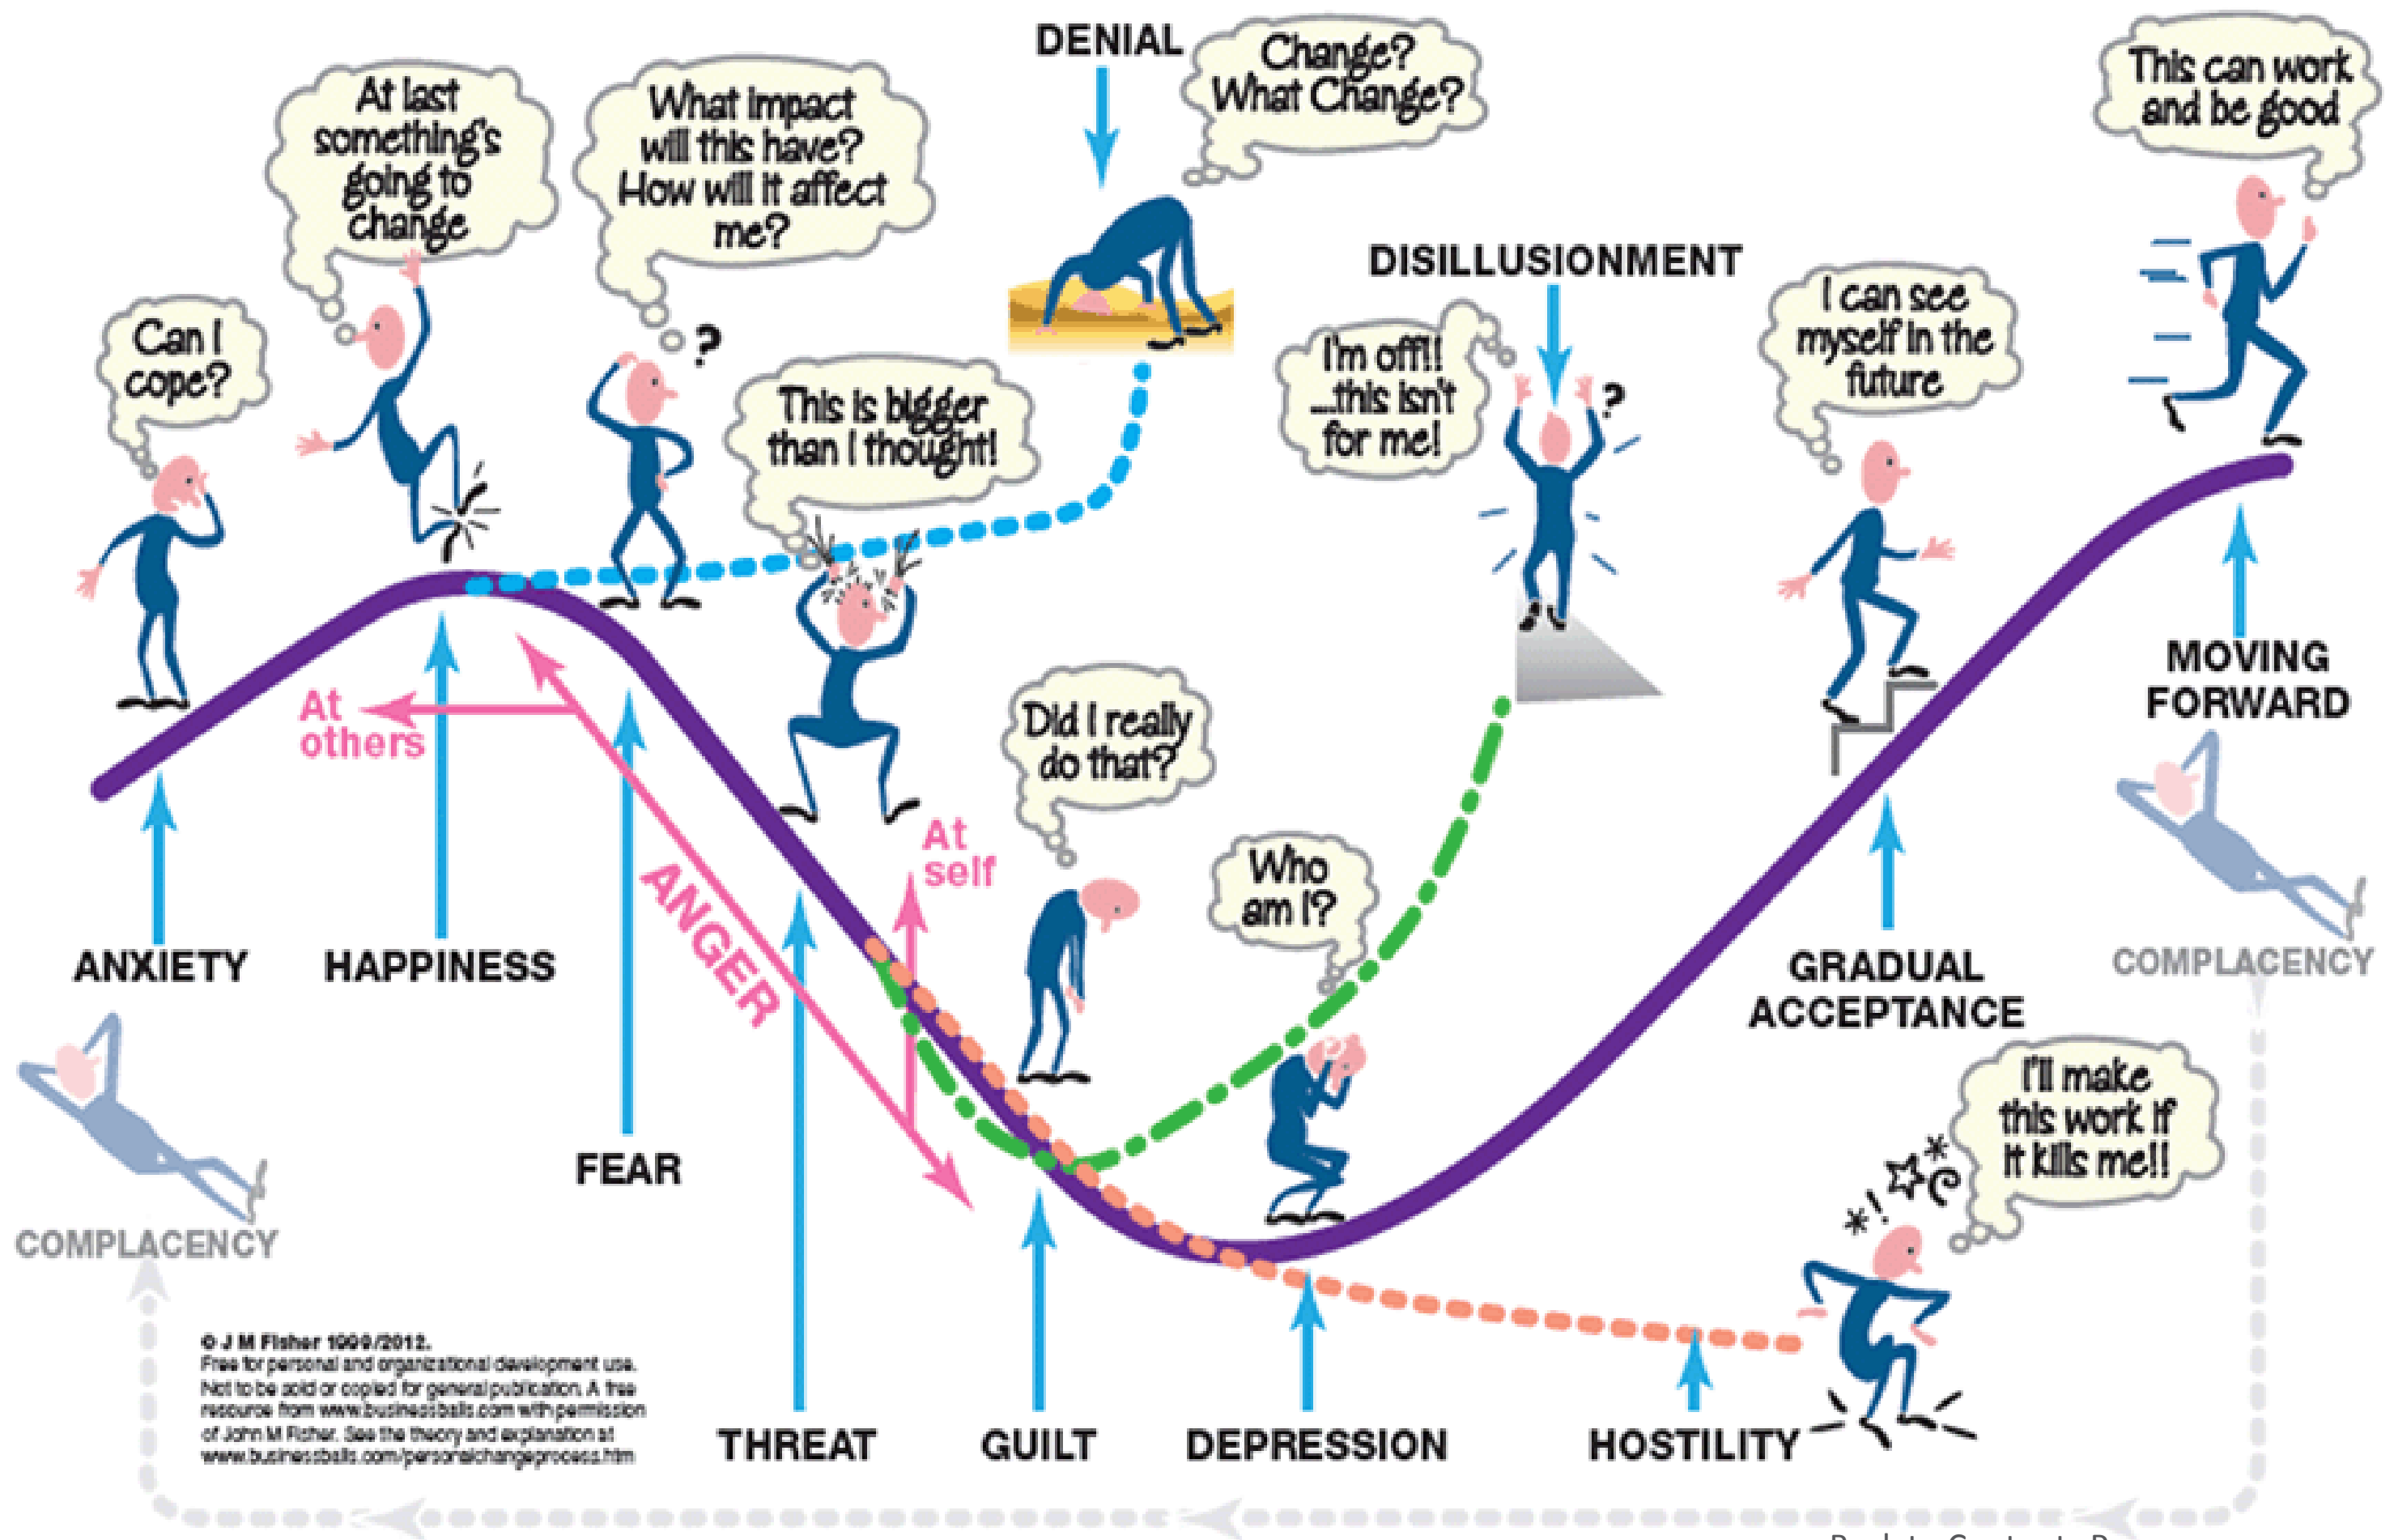 DENIAL
Change?
What Change?
This can work
and be good
At last
something's
going to
change
What impact
will this have?
How will it affect
me?
DISILLUSIONMENT
Can I
cope?
?
This is bigger
than I thought!
I'm off!!
....this isn't
for me!
?
I can see
myself in the
future
At
others
Did I really
do that?
MOVING
FORWARD
At
self
ANGER
Who
am I?
ANXIETY
HAPPINESS
GRADUAL
ACCEPTANCE
COMPLACENCY
I'll make
this work if
it kills me!!
*!
*
FEAR
COMPLACENCY
© J M Fisher 1999/2012.
Free for personal and organizational development use.
Not to be sold or copied for general publication. A free
resource from www.businessballs.com with permission
of John M Fisher. See the theory and explanation at
www.businessballs.com/personalchangeprocess.htm
THREAT
GUILT
DEPRESSION
HOSTILITY